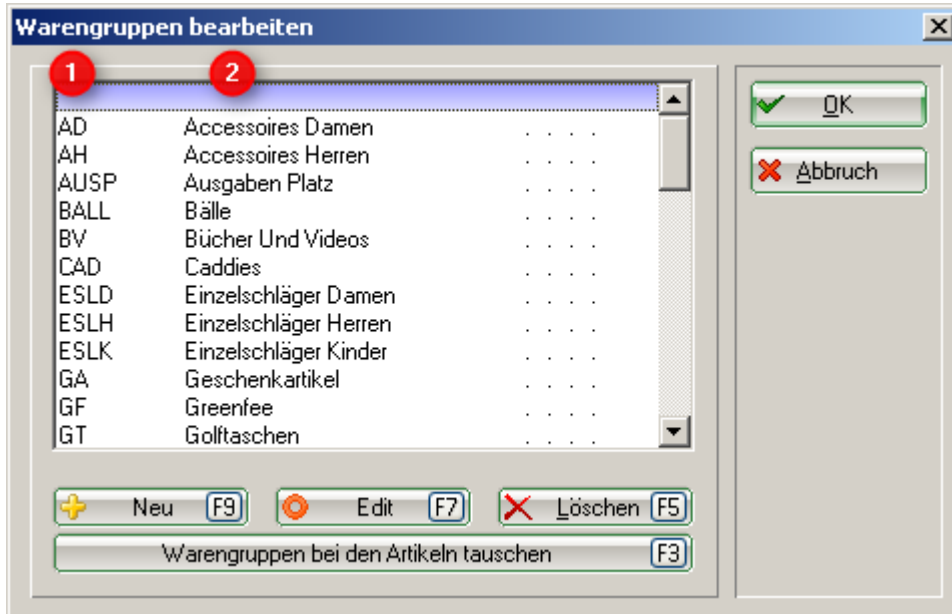 Warengruppen bearbeiten
1 2
AD Accessoires Damen . . . .
AH Accessoires Herren . . . .
AUSP Ausgaben Platz . . . .
BALL Bälle . . . .
BV Bücher Und Videos . . . .
CAD Caddies . . . .
ESLD Einzelschläger Damen . . . .
ESLH Einzelschläger Herren . . . .
ESLK Einzelschläger Kinder . . . .
GA Geschenkartikel . . . .
GF Greenfee . . . .
GT Golftaschen . . . .
OK
Abbruch
Neu F9 Edit F7 Löschen F5
Warengruppen bei den Artikeln tauschen F3